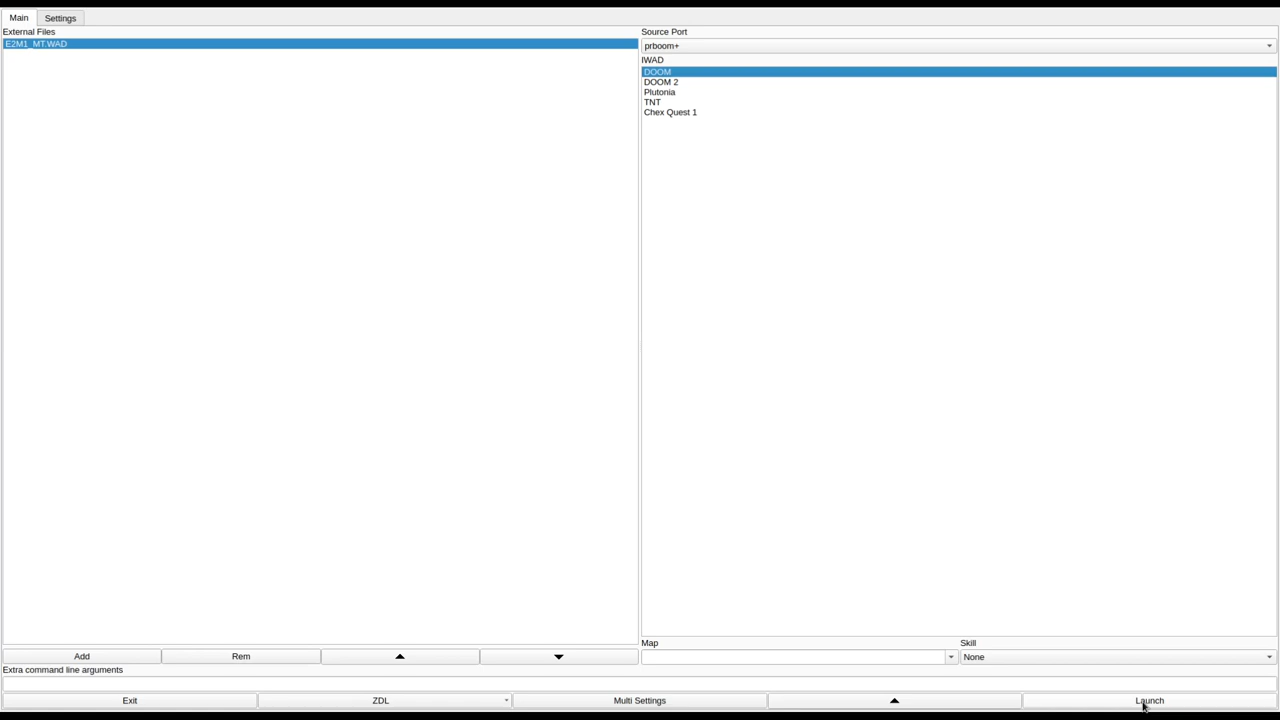 Main Settings
External Files
E2M1_MT.WAD
Source Port
prboom+
IWAD
DOOM
DOOM 2
Plutonia
TNT
Chex Quest 1
Map Skill
None
Add Rem
Extra command line arguments
Exit ZDL Multi Settings Launch